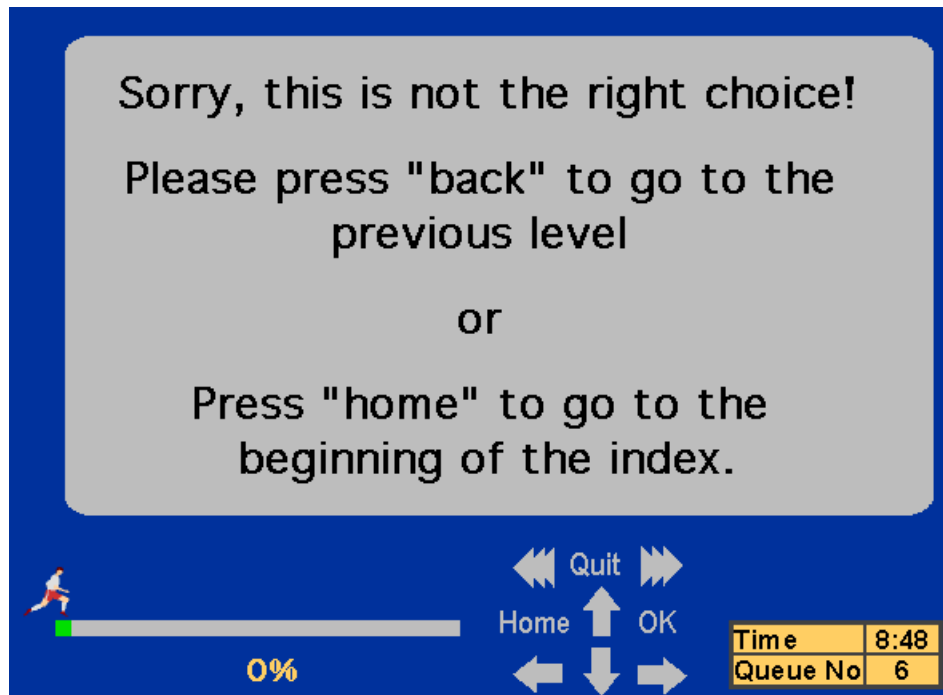 Sorry, this is not the right choice!
Please press "back" to go to the
previous level
or
Press "home" to go to the
beginning of the index.
Quit
Home OK
0%
Time 8:48
Queue No 6